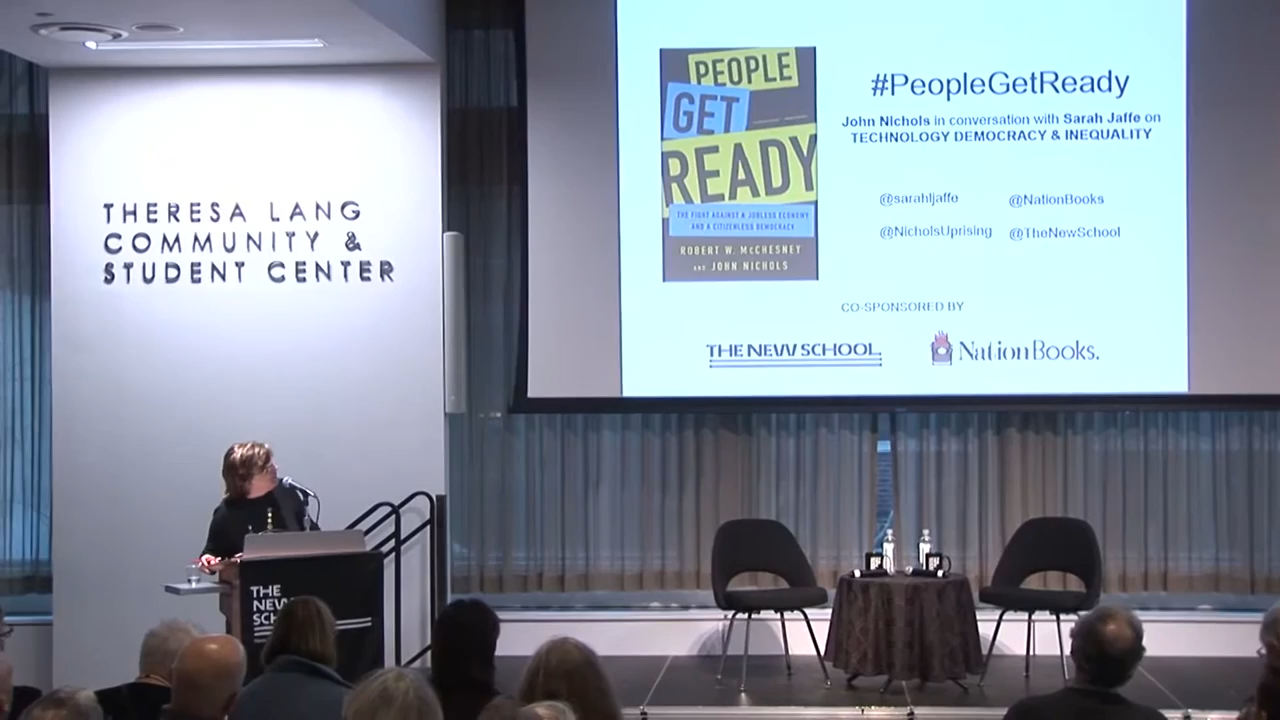 THERESA LANG
COMMUNITY &
STUDENT CENTER
PEOPLE
GET
READY
THE FIGHT AGAINST A JOBLESS ECONOMY
AND A CITIZENLESS DEMOCRACY
ROBERT W. McCHESNEY
AND JOHN NICHOLS
#PeopleGetReady
John Nichols in conversation with Sarah Jaffe on
TECHNOLOGY DEMOCRACY & INEQUALITY
@sarahljaffe @NationBooks
@NicholsUprising @TheNewSchool
CO-SPONSORED BY
THE NEW SCHOOL
NationBooks.
THE
NEW
SCH